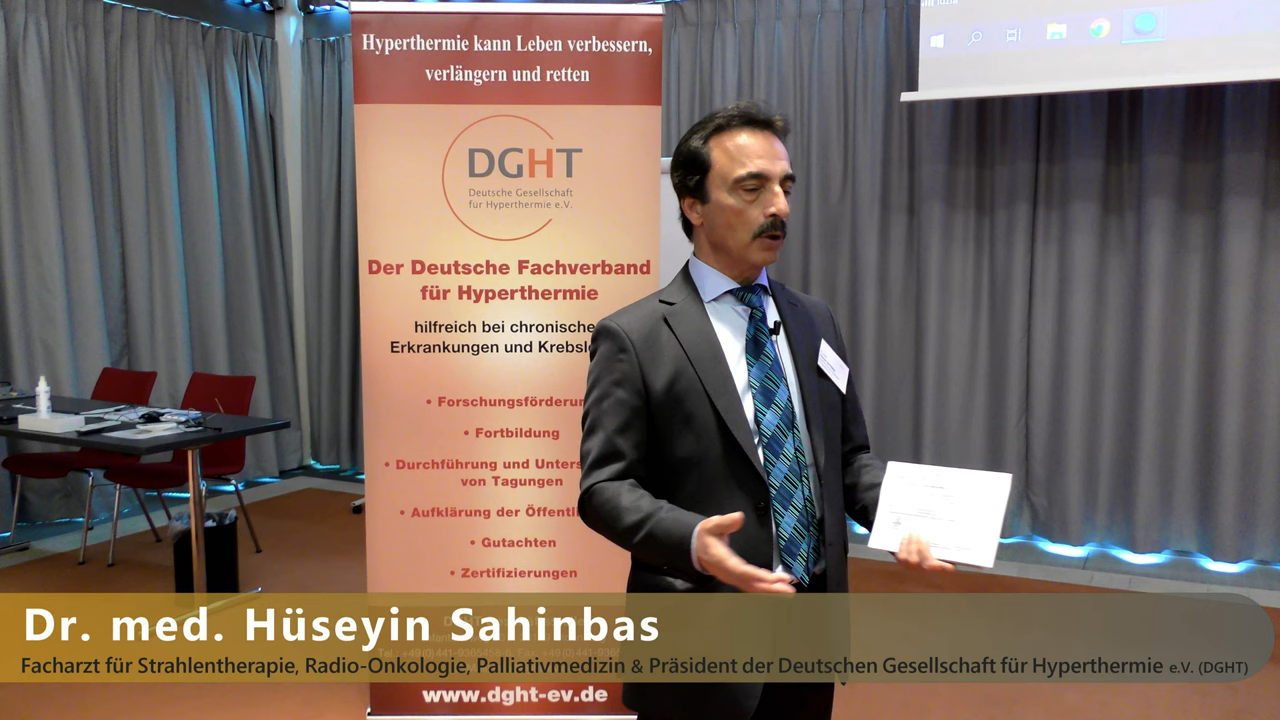 Hyperthermie kann Leben verbessern,
verlängern und retten
DGHT
Deutsche Gesellschaft
für Hyperthermie e.V.
Der Deutsche Fachverband
für Hyperthermie
hilfreich bei chronische
Erkrankungen und Krebsl
• Forschungsförderun
• Fortbildung
• Durchführung und Unters
von Tagungen
• Aufklärung der Öffentl
• Gutachten
• Zertifizierungen
Dr. med. Hüseyin Sahinbas
Facharzt für Strahlentherapie, Radio-Onkologie, Palliativmedizin & Präsident der Deutschen Gesellschaft für Hyperthermie e.V. (DGHT)
www.dght-ev.de